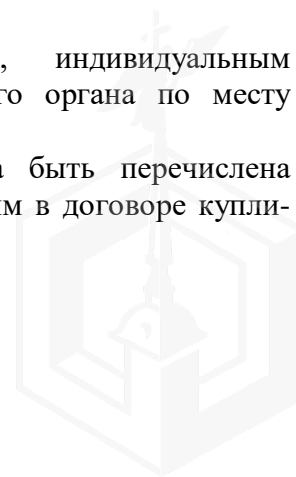 , индивидуальным
го органа по месту
а быть перечислена
им в договоре купли-